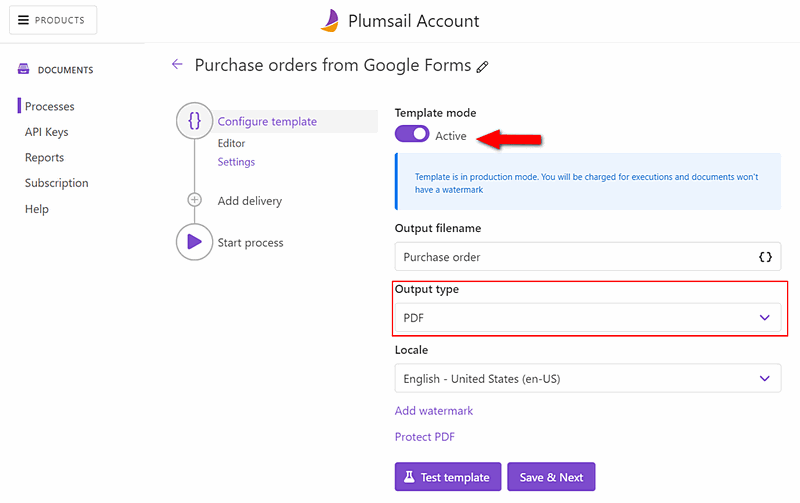 PRODUCTS
Plumsail Account
DOCUMENTS
Processes
API Keys
Reports
Subscription
Help
Purchase orders from Google Forms
{}
Configure template
Editor
Settings
Add delivery
Start process
Template mode
Active
Template is in production mode. You will be charged for executions and documents won't
have a watermark
Output filename
Purchase order {}
Output type
PDF
Locale
English - United States (en-US)
Add watermark
Protect PDF
Test template
Save & Next